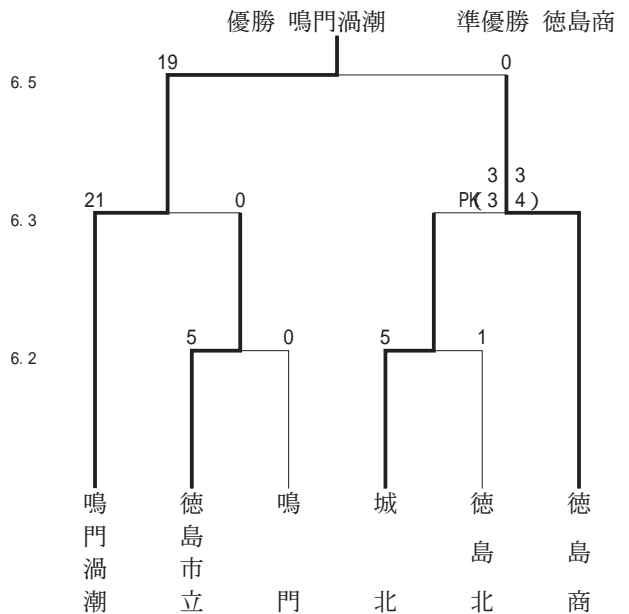 優勝 鳴門渦潮 準優勝 徳島商
19 0
6.5
3 3
21 0 PK(3 4)
6.3
5 0 5 1
6.2
鳴門渦潮
徳島市立
鳴門
城北
徳島北
徳島商